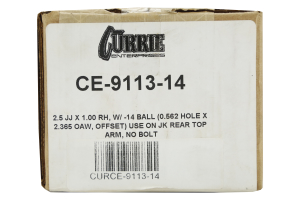 CURRIE
ENTERPRISES
CE-9113-14
2.5 JJ X 1.00 RH, W/ -14 BALL (0.562 HOLE X
2.365 OAW, OFFSET) USE ON JK REAR TOP
ARM, NO BOLT
CURCE-9113-14